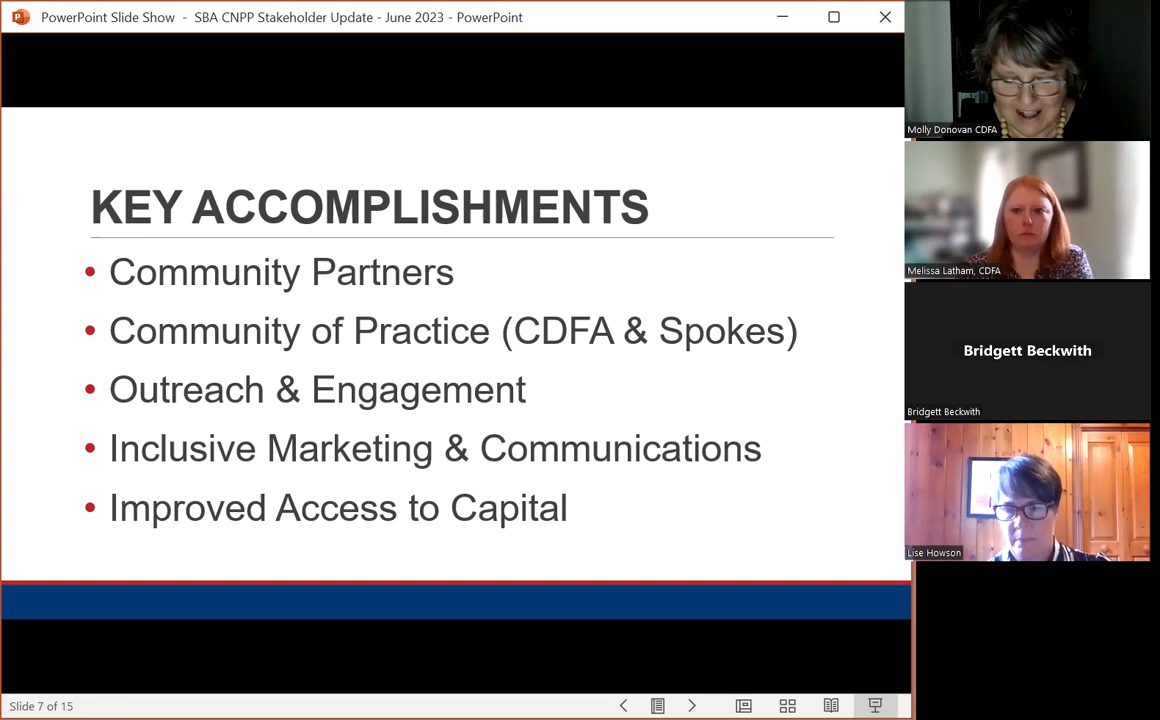 PowerPoint Slide Show - SBA CNPP Stakeholder Update - June 2023 - PowerPoint
KEY ACCOMPLISHMENTS
• Community Partners
• Community of Practice (CDFA & Spokes)
• Outreach & Engagement
• Inclusive Marketing & Communications
• Improved Access to Capital
Slide 7 of 15
Molly Donovan CDFA
Melissa Latham, CDFA
Bridgett Beckwith
Bridgett Beckwith
Lise Howson